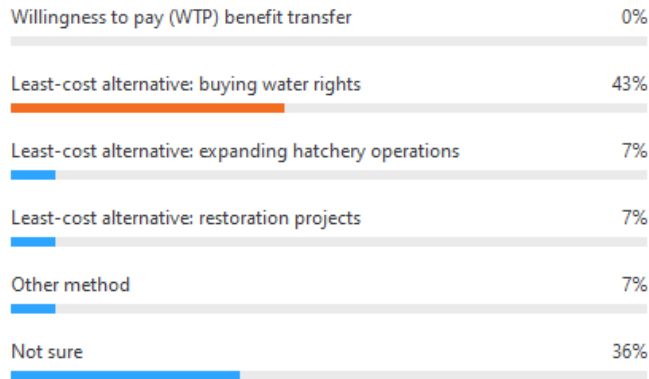 Willingness to pay (WTP) benefit transfer 0%
Least-cost alternative: buying water rights 43%
Least-cost alternative: expanding hatchery operations 7%
Least-cost alternative: restoration projects 7%
Other method 7%
Not sure 36%